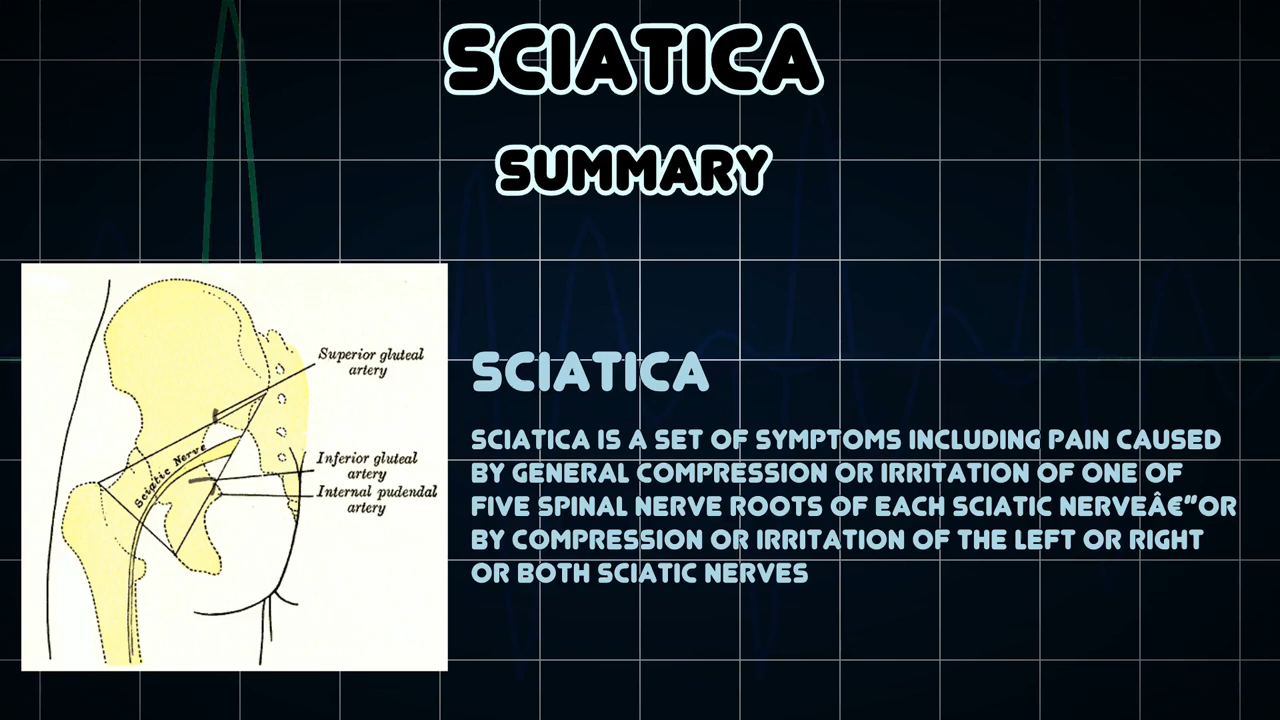 SCIATICA
SUMMARY
Superior gluteal
artery
Sciatic Nerve
Inferior gluteal
artery
Internal pudendal
artery
SCIATICA
SCIATICA IS A SET OF SYMPTOMS INCLUDING PAIN CAUSED
BY GENERAL COMPRESSION OR IRRITATION OF ONE OF
FIVE SPINAL NERVE ROOTS OF EACH SCIATIC NERVEÂ€”OR
BY COMPRESSION OR IRRITATION OF THE LEFT OR RIGHT
OR BOTH SCIATIC NERVES